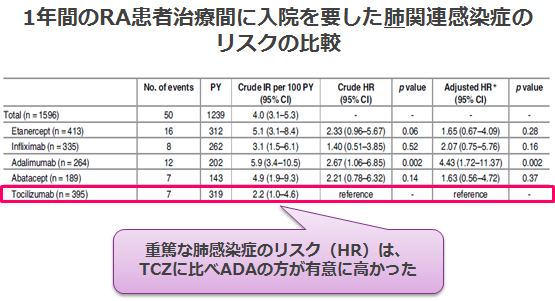 1年間のRA患者治療間に入院を要した肺関連感染症の
リスクの比較
No. of events PY Crude IR per 100 PY (95% CI) Crude HR (95% CI) p value Adjusted HR* (95% CI) p value
Total (n = 1596) 50 1239 4.0 (3.1–5.3) - - - -
Etanercept (n = 413) 16 312 5.1 (3.1–8.4) 2.33 (0.96–5.67) 0.06 1.65 (0.67–4.09) 0.28
Infliximab (n = 335) 8 262 3.1 (1.5–6.1) 1.40 (0.51–3.85) 0.52 2.07 (0.75–5.76) 0.16
Adalimumab (n = 264) 12 202 5.9 (3.4–10.5) 2.67 (1.06–6.85) 0.002 4.43 (1.72–11.37) 0.002
Abatacept (n = 189) 7 143 4.9 (1.9–9.3) 2.21 (0.78–6.32) 0.14 1.63 (0.56–4.72) 0.37
Tocilizumab (n = 395) 7 319 2.2 (1.0–4.6) reference - reference -
重篤な肺感染症のリスク（HR）は、
TCZに比べADAの方が有意に高かった